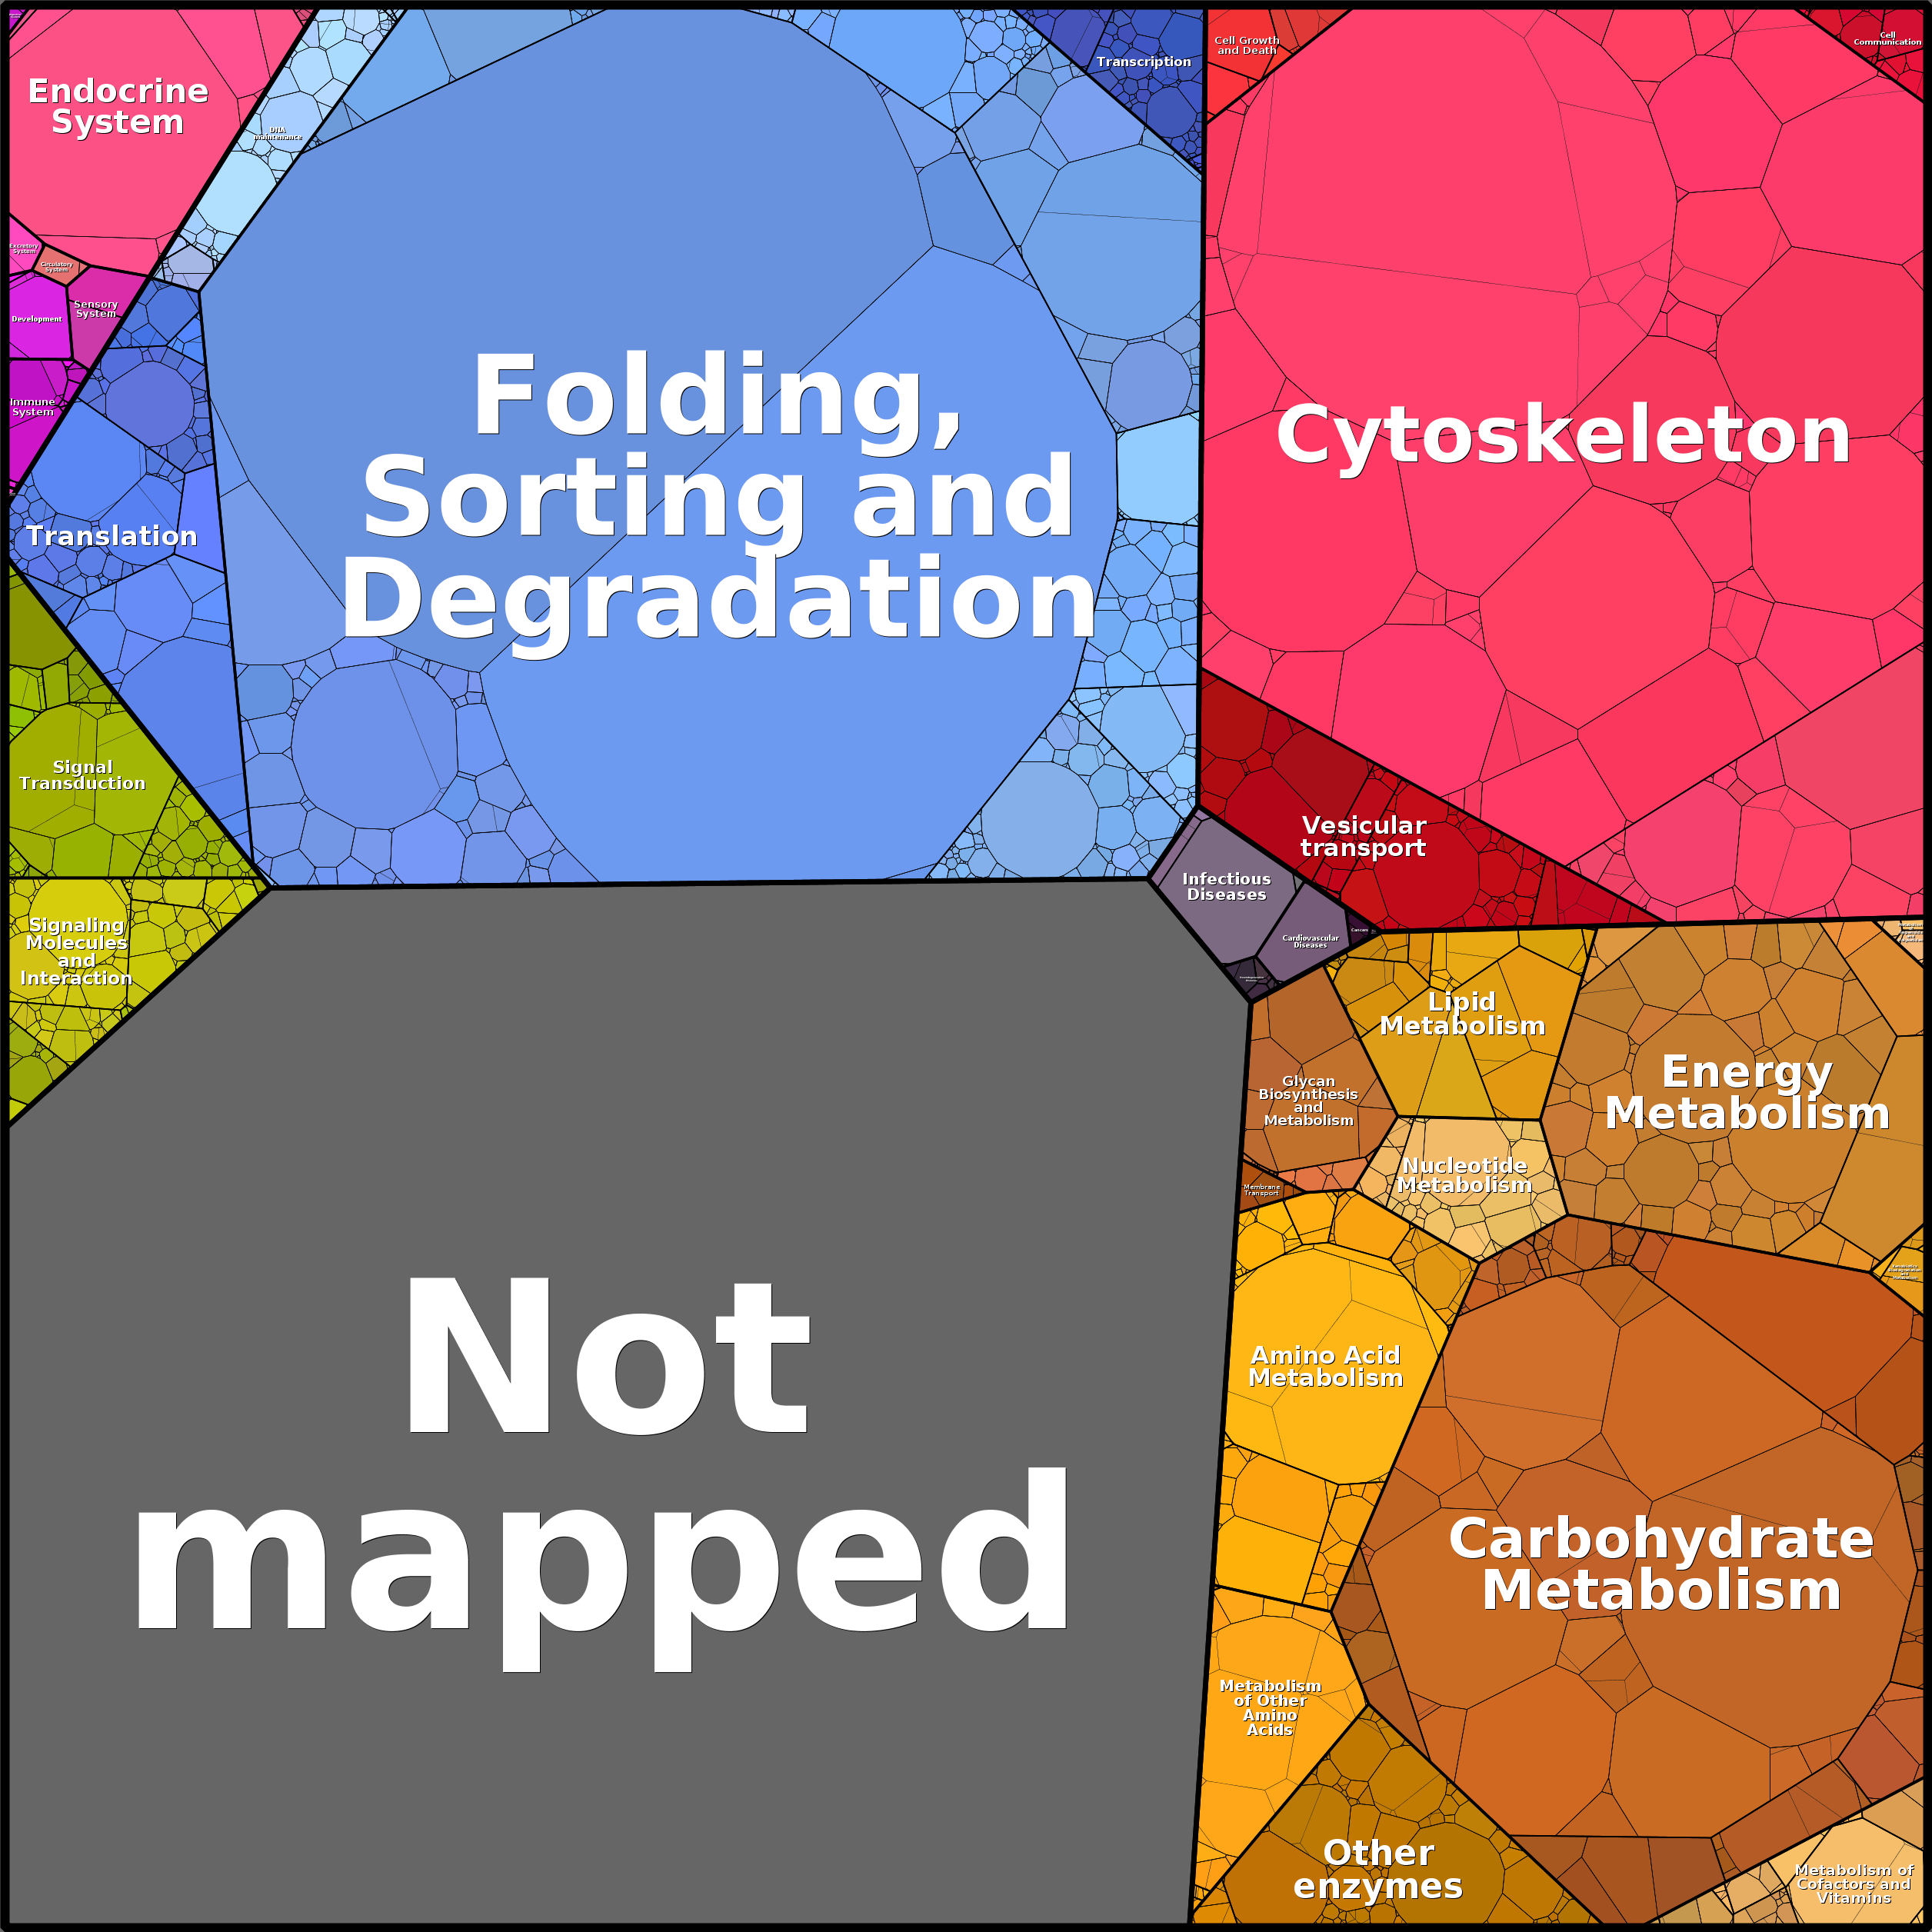 Endocrine
System
DNA
maintenance
Transcription
Cell Growth
and Death
Cell
Communication
Excretory
System
Circulatory
System
Sensory
System
Development
Immune
System
Folding,
Sorting and
Degradation
Cytoskeleton
Translation
Signal
Transduction
Vesicular
transport
Infectious
Diseases
Cardiovascular
Diseases
Cancers
Signaling
Molecules
and
Interaction
Lipid
Metabolism
Energy
Metabolism
Glycan
Biosynthesis
and
Metabolism
Nucleotide
Metabolism
Membrane
Transport
Not
mapped
Amino Acid
Metabolism
Carbohydrate
Metabolism
Metabolism
of Other
Amino
Acids
Other
enzymes
Metabolism of
Cofactors and
Vitamins